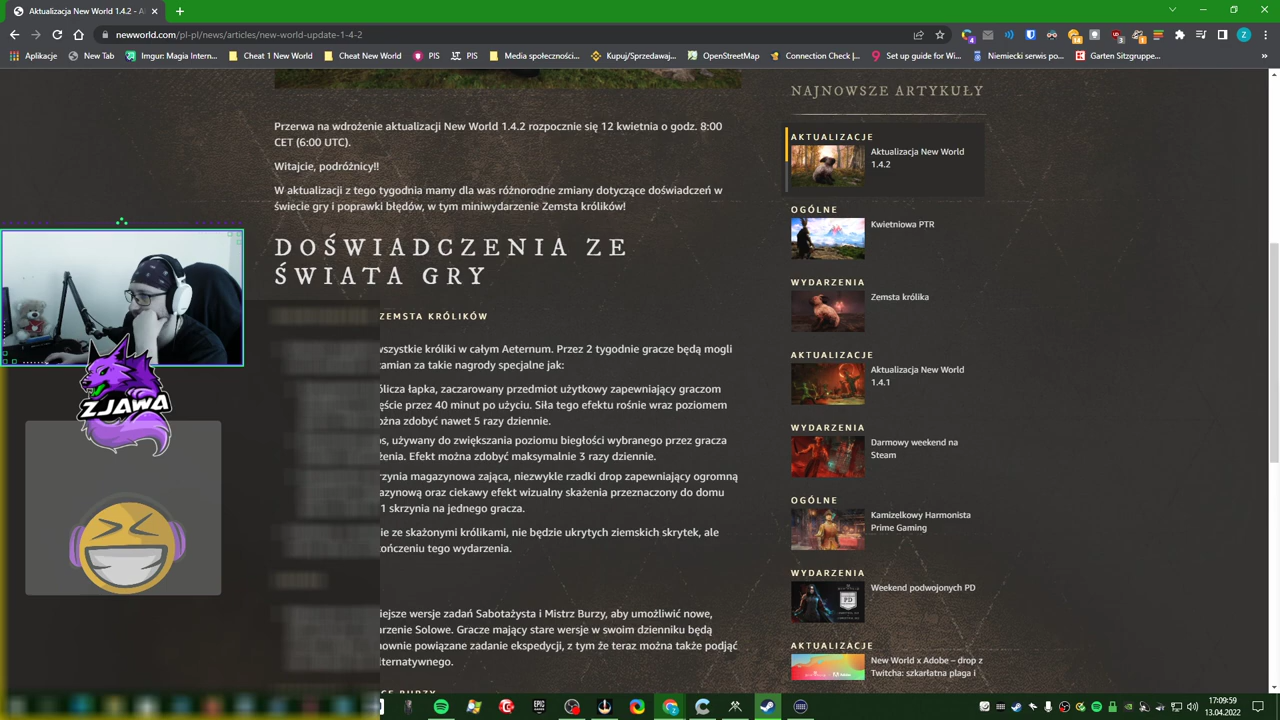 Aktualizacja New World 1.4.2 - A
newworld.com/pl-pl/news/articles/new-world-update-1-4-2
Aplikacje
New Tab
Imgur: Magia Intern...
Cheat New World
Cheat New World
PIS
PIS
Media społeczności...
Kupuj/Sprzedawaj...
OpenStreetMap
Connection Check |...
Set up guide for Wi...
Niemiecki serwis po...
Garten Sitzgruppe...
Przerwa na wdrożenie aktualizacji New World 1.4.2 rozpocznie się 12 kwietnia o godz. 8:00
CET (6:00 UTC).
Witajcie, podróżnicy!!
W aktualizacji z tego tygodnia mamy dla was różnorodne zmiany dotyczące doświadczeń w
świecie gry i poprawki błędów, w tym miniwydarzenie Zemsta królików!
DOŚWIADCZENIA ZE
ŚWIATA GRY
ZEMSTA KRÓLIKÓW
wszystkie króliki w całym Aeternum. Przez 2 tygodnie gracze będą mogli
zamian za takie nagrody specjalne jak:
ólicza łapka, zaczarowany przedmiot użytkowy zapewniający graczom
ęście przez 40 minut po użyciu. Siła tego efektu rośnie wraz poziomem
ożna zdobyć nawet 5 razy dziennie.
os, używany do zwiększania poziomu biegłości wybranego przez gracza
żenia. Efekt można zdobyć maksymalnie 3 razy dziennie.
rzynia magazynowa zająca, niezwykle rzadki drop zapewniający ogromną
azynową oraz ciekawy efekt wizualny skażenia przeznaczony do domu
1 skrzynia na jednego gracza.
ie ze skażonymi królikami, nie będzie ukrytych ziemskich skrytek, ale
ończeniu tego wydarzenia.
iejsze wersje zadań Sabotażysta i Mistrz Burzy, aby umożliwić nowe,
arzenie Solowe. Gracze mający stare wersje w swoim dzienniku będą
nownie powiązane zadanie ekspedycji, z tym że teraz można także podjąć
lternatywnego.
NAJNOWSZE ARTYKUŁY
AKTUALIZACJE
Aktualizacja New World
1.4.2
OGÓLNE
Kwietniowa PTR
WYDARZENIA
Zemsta królika
AKTUALIZACJE
Aktualizacja New World
1.4.1
WYDARZENIA
Darmowy weekend na
Steam
OGÓLNE
Kamizelkowy Harmonista
Prime Gaming
WYDARZENIA
Weekend podwojonych PD
AKTUALIZACJE
New World x Adobe – drop z
Twitcha: szkarłatna plaga i
ZJAWA
17:09:59
13.04.2022